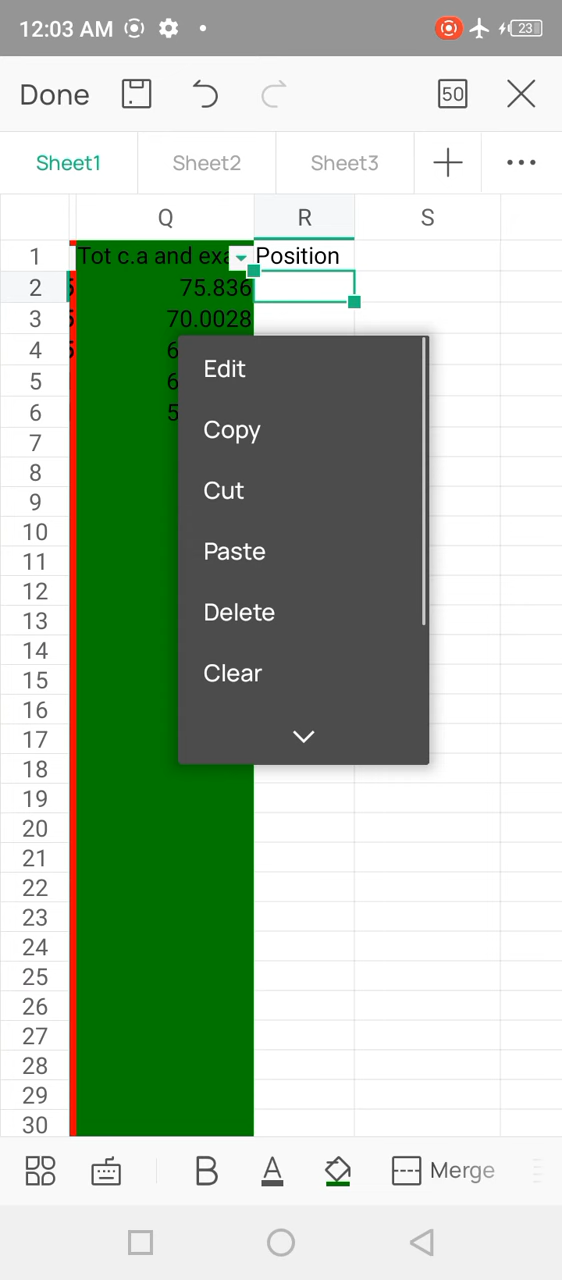 12:03 AM 23
Done 50
Sheet1 Sheet2 Sheet3
Q R S
1 Tot c.a and exa Position
2 5 75.836
3 5 70.0028
4 5 6
5 6
6 5
Edit
Copy
Cut
Paste
Delete
Clear
7
8
9
10
11
12
13
14
15
16
17
18
19
20
21
22
23
24
25
26
27
28
29
30
B A Merge